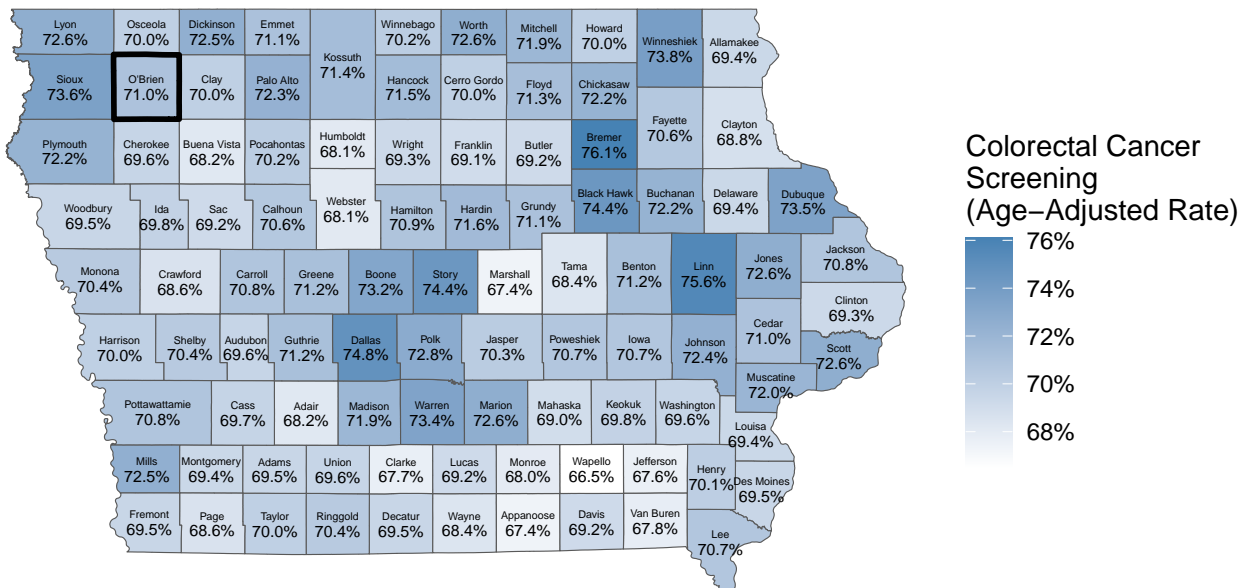 Lyon
72.6%
Osceola
70.0%
Dickinson
72.5%
Emmet
71.1%
Kossuth
71.4%
Winnebago
70.2%
Worth
72.6%
Mitchell
71.9%
Howard
70.0%
Winneshiek
73.8%
Allamakee
69.4%
Sioux
73.6%
O'Brien
71.0%
Clay
70.0%
Palo Alto
72.3%
Hancock
71.5%
Cerro Gordo
70.0%
Floyd
71.3%
Chickasaw
72.2%
Fayette
70.6%
Clayton
68.8%
Plymouth
72.2%
Cherokee
69.6%
Buena Vista
68.2%
Pocahontas
70.2%
Humboldt
68.1%
Wright
69.3%
Franklin
69.1%
Butler
69.2%
Bremer
76.1%
Woodbury
69.5%
Ida
69.8%
Sac
69.2%
Calhoun
70.6%
Webster
68.1%
Hamilton
70.9%
Hardin
71.6%
Grundy
71.1%
Black Hawk
74.4%
Buchanan
72.2%
Delaware
69.4%
Dubuque
73.5%
Monona
70.4%
Crawford
68.6%
Carroll
70.8%
Greene
71.2%
Boone
73.2%
Story
74.4%
Marshall
67.4%
Tama
68.4%
Benton
71.2%
Linn
75.6%
Jones
72.6%
Jackson
70.8%
Clinton
69.3%
Harrison
70.0%
Shelby
70.4%
Audubon
69.6%
Guthrie
71.2%
Dallas
74.8%
Polk
72.8%
Jasper
70.3%
Poweshiek
70.7%
Iowa
70.7%
Johnson
72.4%
Cedar
71.0%
Scott
72.6%
Muscatine
72.0%
Pottawattamie
70.8%
Cass
69.7%
Adair
68.2%
Madison
71.9%
Warren
73.4%
Marion
72.6%
Mahaska
69.0%
Keokuk
69.8%
Washington
69.6%
Louisa
69.4%
Mills
72.5%
Montgomery
69.4%
Adams
69.5%
Union
69.6%
Clarke
67.7%
Lucas
69.2%
Monroe
68.0%
Wapello
66.5%
Jefferson
67.6%
Henry
70.1%
Des Moines
69.5%
Fremont
69.5%
Page
68.6%
Taylor
70.0%
Ringgold
70.4%
Decatur
69.5%
Wayne
68.4%
Appanoose
67.4%
Davis
69.2%
Van Buren
67.8%
Lee
70.7%
Colorectal Cancer
Screening
(Age−Adjusted Rate)
76%
74%
72%
70%
68%